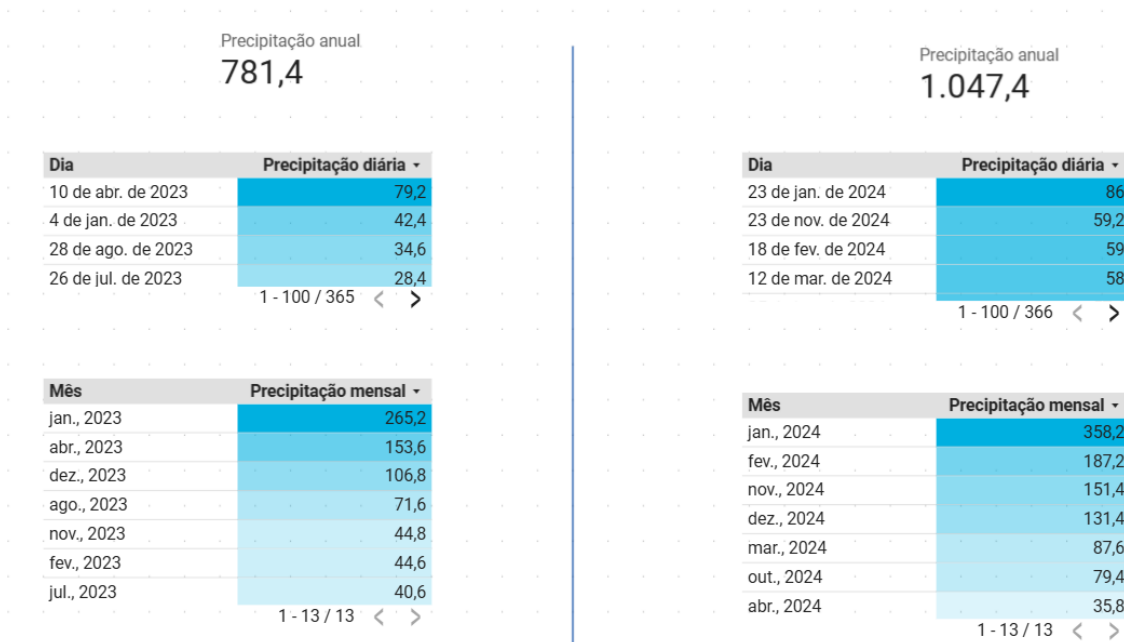 Precipitação anual
781,4
Dia Precipitação diária
10 de abr. de 2023 79,2
4 de jan. de 2023 42,4
28 de ago. de 2023 34,6
26 de jul. de 2023 28,4
1 - 100 / 365 < >
Mês Precipitação mensal
jan., 2023 265,2
abr., 2023 153,6
dez., 2023 106,8
ago., 2023 71,6
nov., 2023 44,8
fev., 2023 44,6
jul., 2023 40,6
1 - 13 / 13 < >
Precipitação anual
1.047,4
Dia Precipitação diária
23 de jan. de 2024 86
23 de nov. de 2024 59,2
18 de fev. de 2024 59
12 de mar. de 2024 58
1 - 100 / 366 < >
Mês Precipitação mensal
jan., 2024 358,2
fev., 2024 187,2
nov., 2024 151,4
dez., 2024 131,4
mar., 2024 87,6
out., 2024 79,4
abr., 2024 35,8
1 - 13 / 13 < >